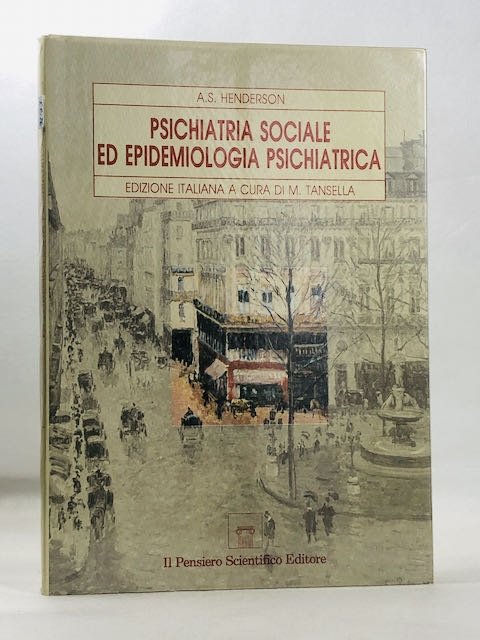 A.S. HENDERSON
PSICHIATRIA SOCIALE
ED EPIDEMIOLOGIA PSICHIATRICA
EDIZIONE ITALIANA A CURA DI M. TANSELLA
Il Pensiero Scientifico Editore